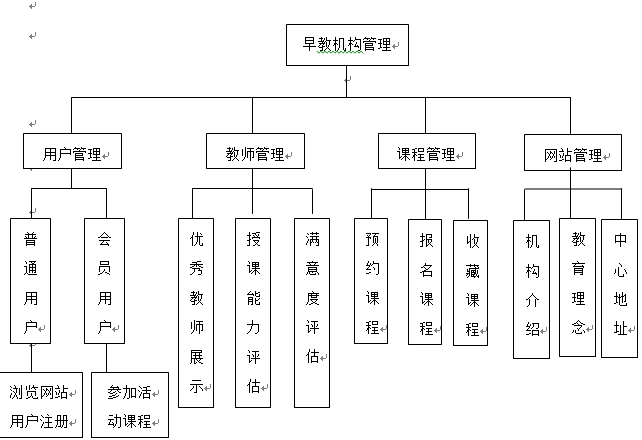 早教机构管理
用户管理
教师管理
课程管理
网站管理
普通用户
会员用户
优秀教师展示
授课能力评估
满意度评估
预约课程
报名课程
收藏课程
机构介绍
教育理念
中心地址
浏览网站
用户注册
参加活
动课程